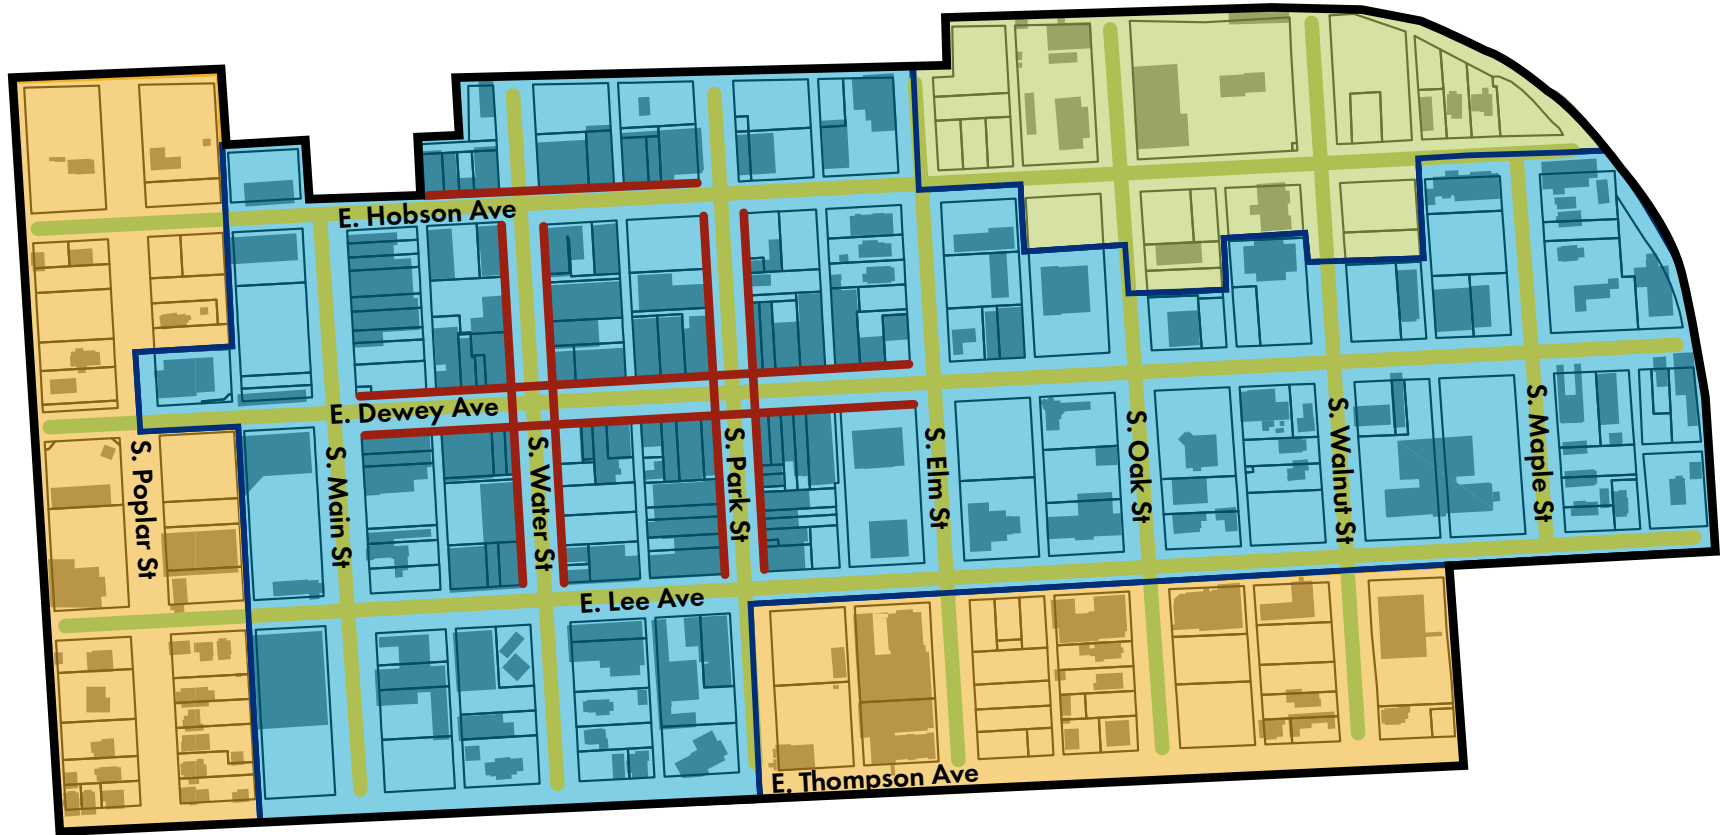 E. Hobson Ave
E. Dewey Ave
S. Poplar St
S. Main St
S. Water St
S. Park St
S. Elm St
S. Oak St
S. Walnut St
S. Maple St
E. Lee Ave
E. Thompson Ave